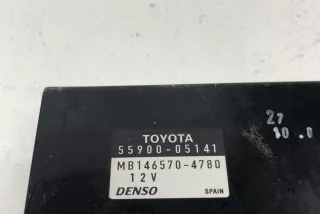 TOYOTA
55900-05141
MB146570-4780
12V
DENSO SPAIN
27
10.